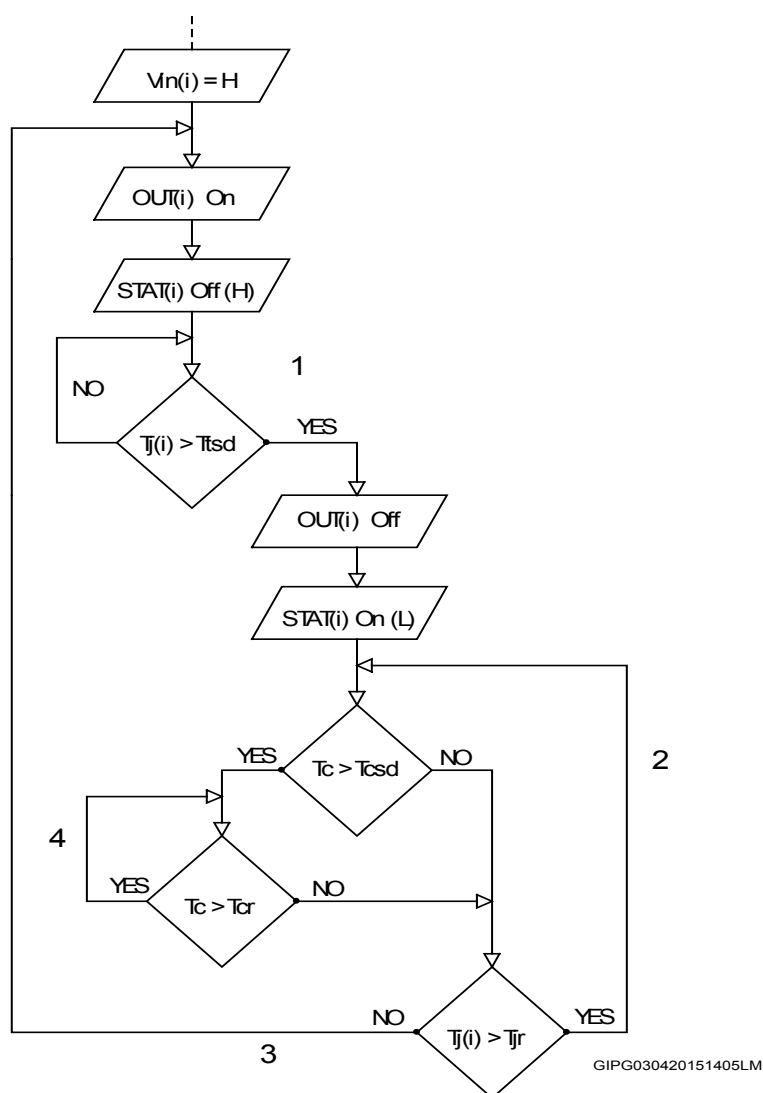 Vin(i) = H
OUT(i) On
STAT(i) Off (H)
1
NO
Tj(i) > Ttsd
YES
OUT(i) Off
STAT(i) On (L)
2
YES
Tc > Tcsd
NO
4
YES
Tc > Tcr
NO
NO
Tj(i) > Tjr
YES
3
GIPG030420151405LM